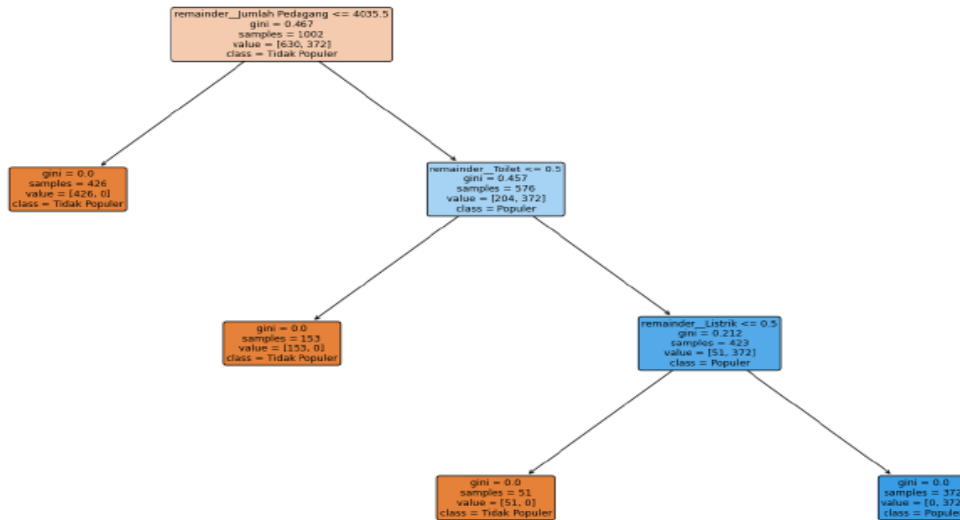 remainder__Jumlah Pedagang <= 4035.5
gini = 0.467
samples = 1002
value = [630, 372]
class = Tidak Populer
gini = 0.0
samples = 426
value = [426, 0]
class = Tidak Populer
remainder__Toilet <= 0.5
gini = 0.457
samples = 576
value = [204, 372]
class = Populer
gini = 0.0
samples = 153
value = [153, 0]
class = Tidak Populer
remainder__Listrik <= 0.5
gini = 0.212
samples = 423
value = [51, 372]
class = Populer
gini = 0.0
samples = 51
value = [51, 0]
class = Tidak Populer
gini = 0.0
samples = 372
value = [0, 372
class = Popule